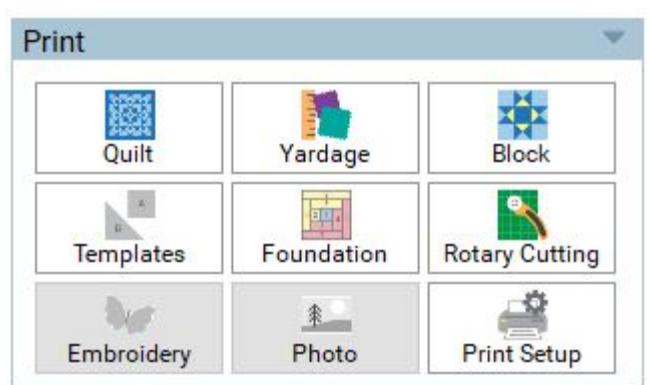 Print
Quilt
Yardage
Block
Templates
Foundation
Rotary Cutting
Embroidery
Photo
Print Setup